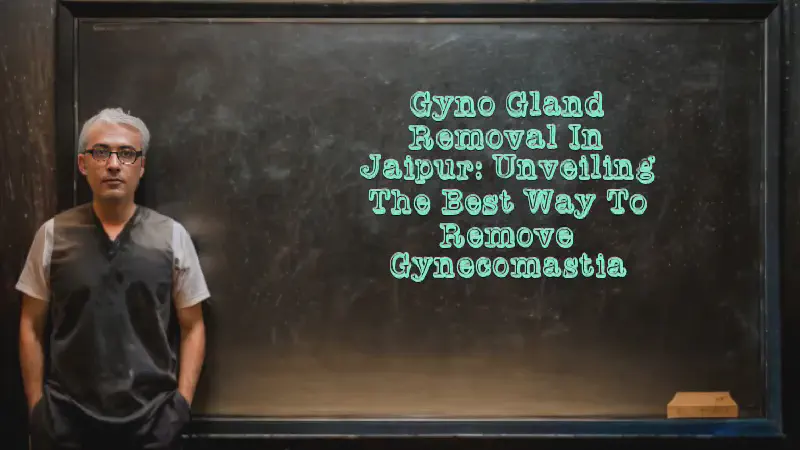 Gyno Gland
Removal In
Jaipur: Unveiling
The Best Way To
Remove
Gynecomastia